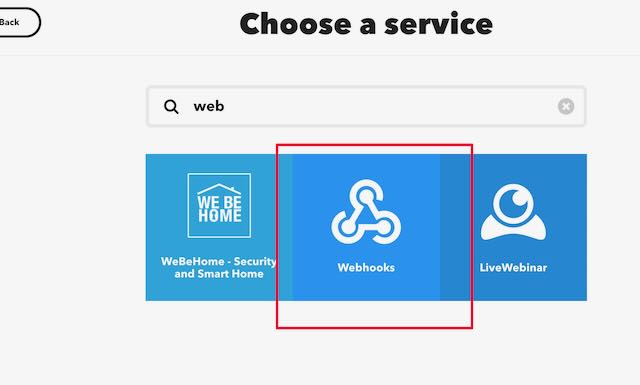 Back
Choose a service
web
WE BE
HOME
WeBeHome - Security
and Smart Home
Webhooks
LiveWebinar